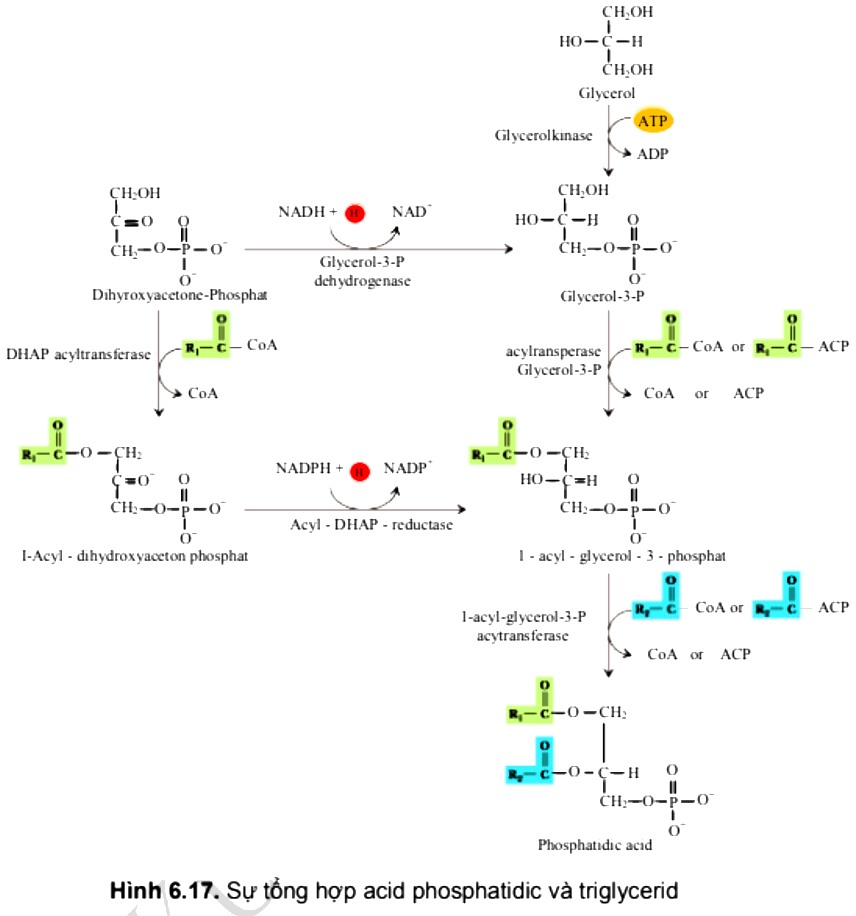 CH₂OH
HO—C—H
CH₂OH
Glycerol
Glycerolkinase
ATP
ADP
CH₂OH
C=O O
CH₂—O—P—O⁻
O⁻
Dihyroxyacetone-Phosphat
NADH + H NAD⁺
Glycerol-3-P
dehydrogenase
CH₂OH
HO—C—H O
CH₂—O—P—O⁻
O⁻
Glycerol-3-P
DHAP acyltransferase
O
R₁—C—CoA
CoA
acyltransperase
Glycerol-3-P
O O
R₁—C—CoA or R₁—C—ACP
CoA or ACP
O
R₁—C—O—CH₂
C=O⁻ O
CH₂—O—P—O⁻
O⁻
1-Acyl - dihydroxyaceton phosphat
NADPH + H NADP⁺
Acyl - DHAP - reductase
O
R₁—C—O—CH₂
HO—C=H O
CH₂—O—P—O⁻
O⁻
1 - acyl - glycerol - 3 - phosphat
1-acyl-glycerol-3-P
acytransferase
O O
R₂—C—CoA or R₂—C—ACP
CoA or ACP
O
R₁—C—O—CH₂
O
R₂—C—O—C—H O
CH₂—O—P—O⁻
O⁻
Phosphatidic acid
Hình 6.17. Sự tổng hợp acid phosphatidic và triglycerid